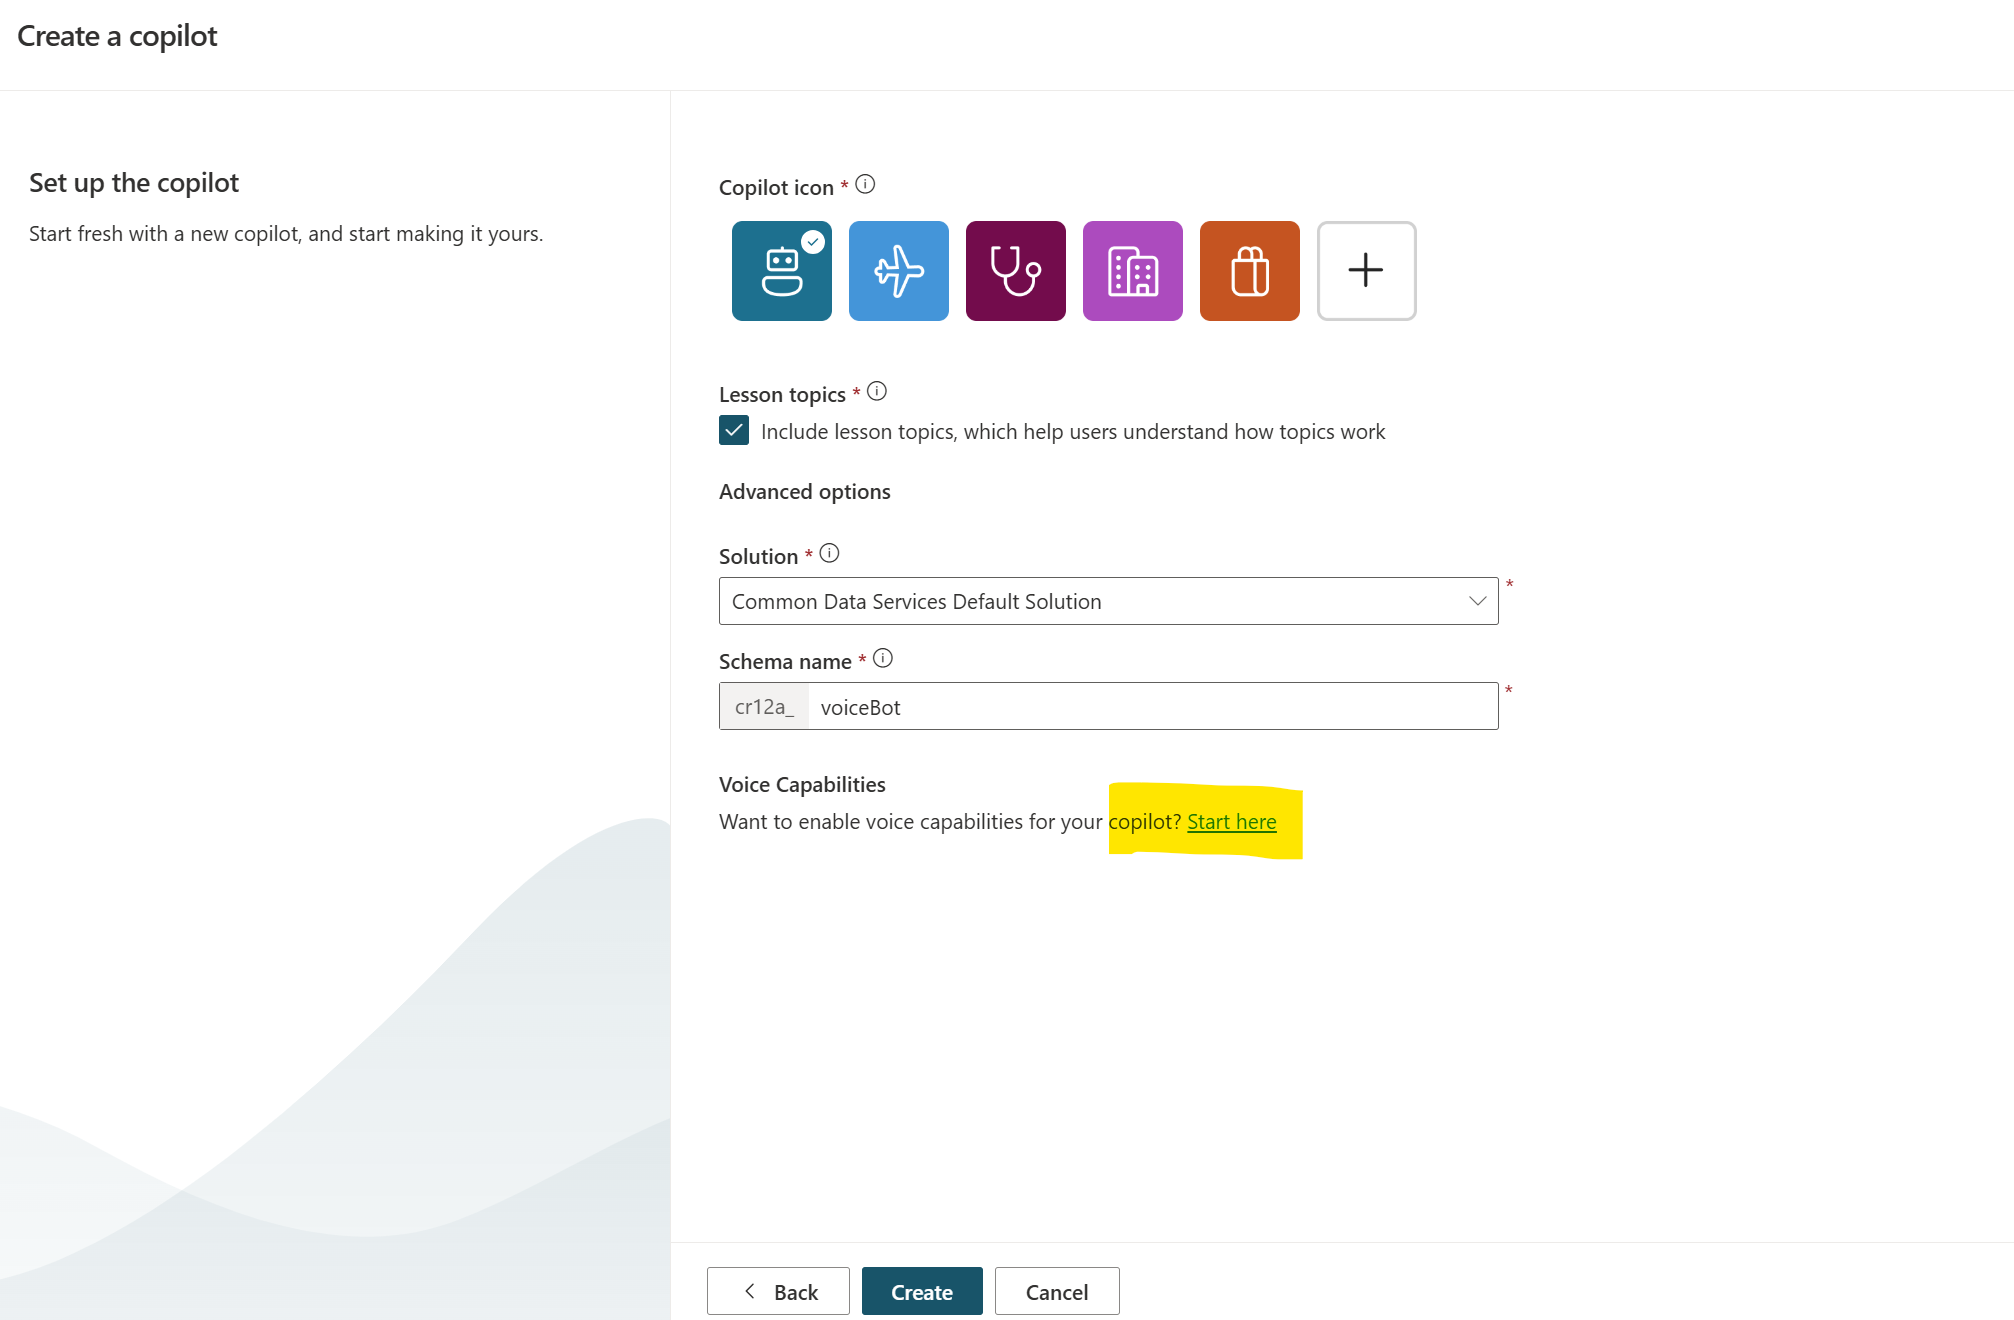 Create a copilot
Set up the copilot
Start fresh with a new copilot, and start making it yours.
Copilot icon *
Lesson topics *
Include lesson topics, which help users understand how topics work
Advanced options
Solution *
Common Data Services Default Solution *
Schema name *
cr12a_ voiceBot *
Voice Capabilities
Want to enable voice capabilities for your copilot? Start here
Back Create Cancel